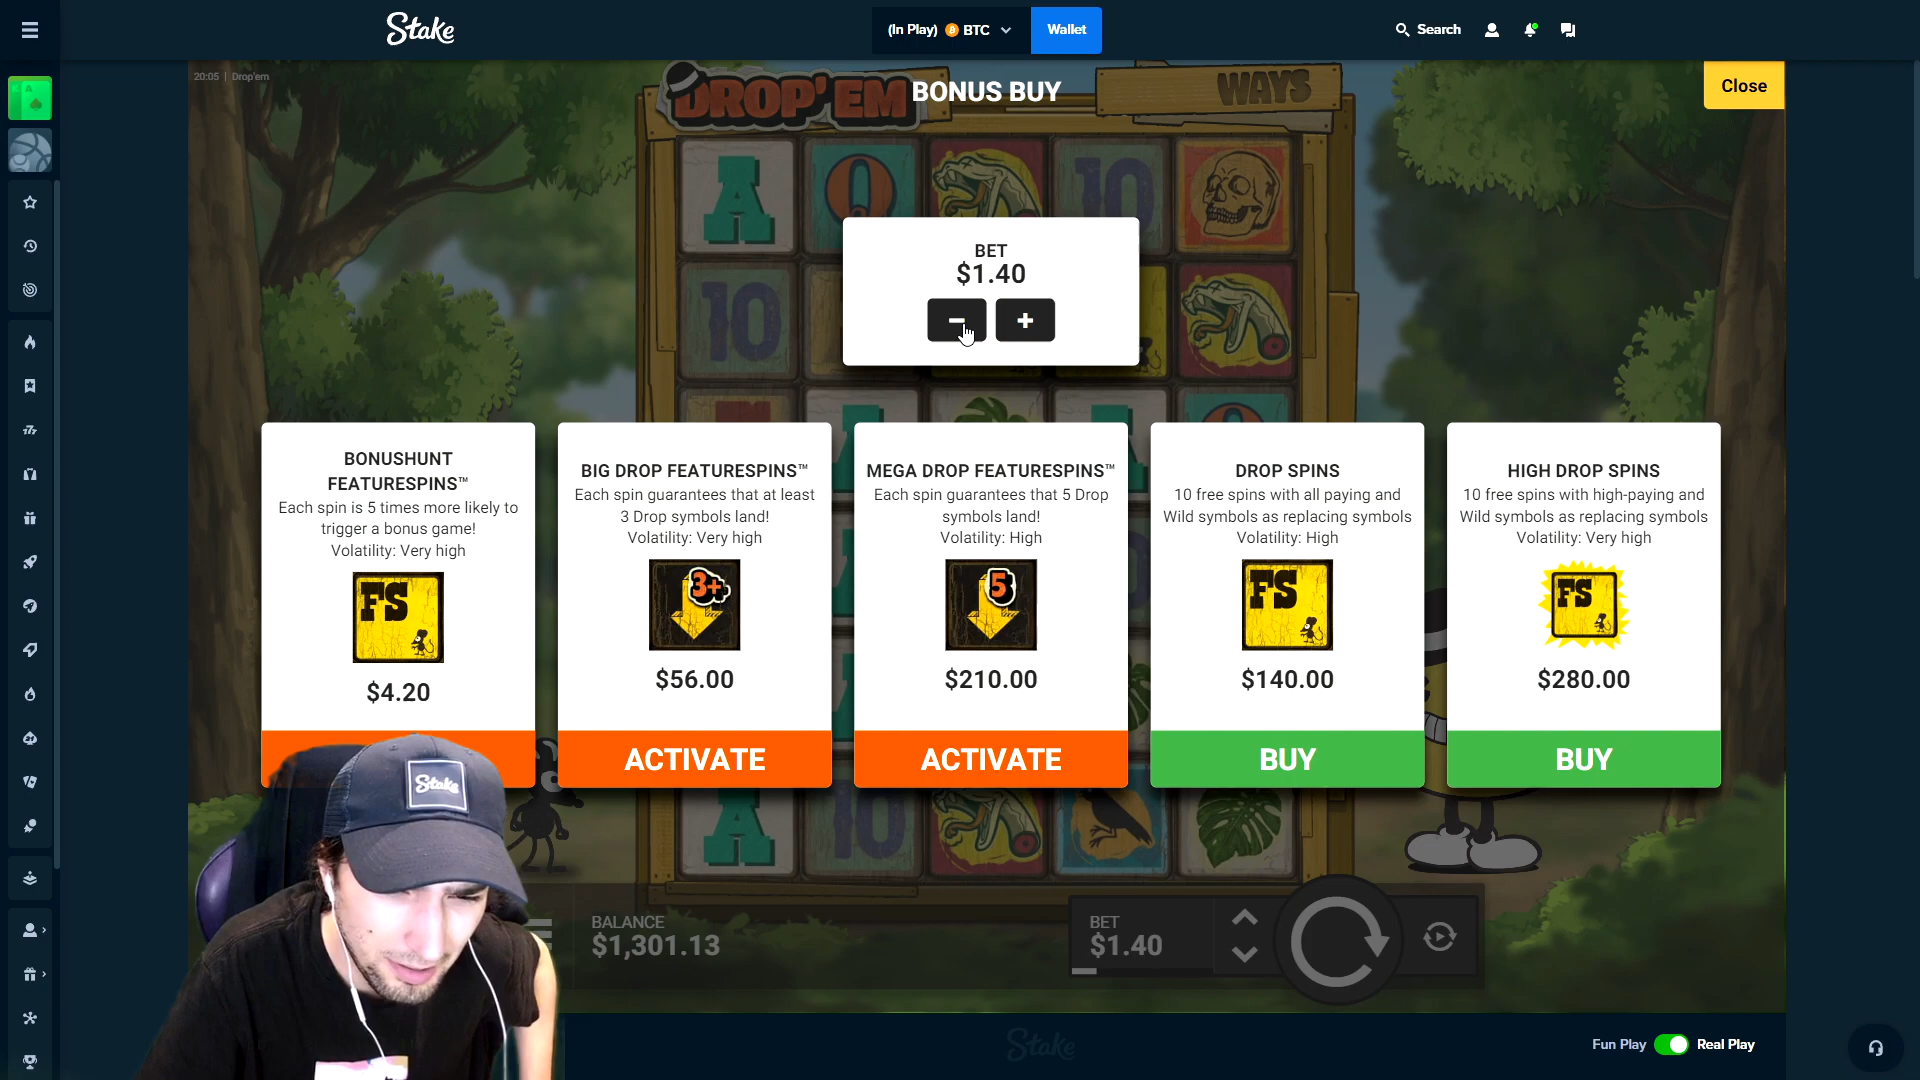 Stake
(In Play) BTC
Wallet
Search
20:05 | Drop'em
DROP'EM
BONUS BUY
WAYS
Close
A
Q
10
10
BET
$1.40
BONUSHUNT
FEATURESPINS™
Each spin is 5 times more likely to
trigger a bonus game!
Volatility: Very high
FS
$4.20
BIG DROP FEATURESPINS™
Each spin guarantees that at least
3 Drop symbols land!
Volatility: Very high
3+
$56.00
ACTIVATE
MEGA DROP FEATURESPINS™
Each spin guarantees that 5 Drop
symbols land!
Volatility: High
5
$210.00
ACTIVATE
DROP SPINS
10 free spins with all paying and
Wild symbols as replacing symbols
Volatility: High
FS
$140.00
BUY
HIGH DROP SPINS
10 free spins with high-paying and
Wild symbols as replacing symbols
Volatility: Very high
FS
$280.00
BUY
Stake
A
10
BALANCE
$1,301.13
BET
$1.40
Stake
Fun Play
Real Play